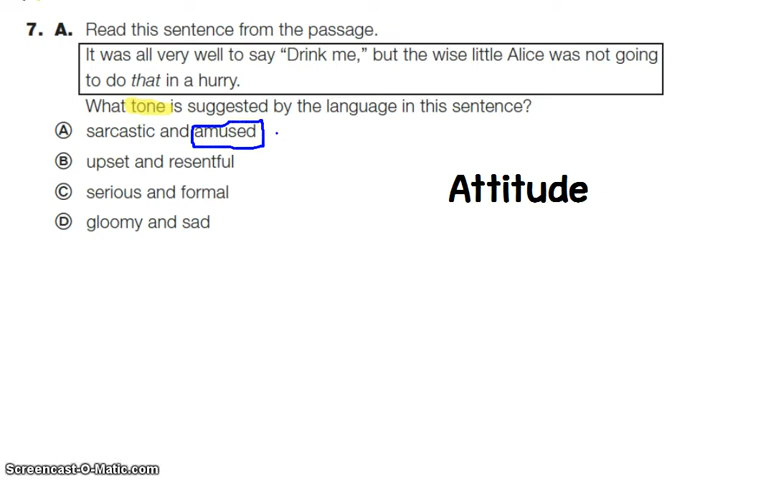 7. A. Read this sentence from the passage.
It was all very well to say “Drink me,” but the wise little Alice was not going
to do that in a hurry.
What tone is suggested by the language in this sentence?
Ⓐ sarcastic and amused
Ⓑ upset and resentful
Attitude
Ⓒ serious and formal
Ⓓ gloomy and sad
Screencast-O-Matic.com